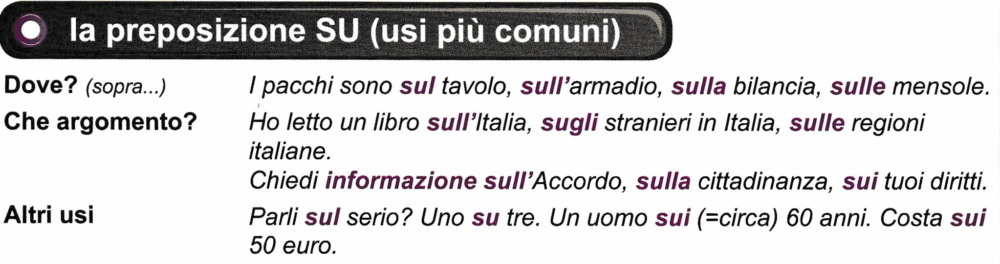 la preposizione SU (usi più comuni)
Dove? (sopra...) I pacchi sono sul tavolo, sull'armadio, sulla bilancia, sulle mensole.
Che argomento? Ho letto un libro sull'Italia, sugli stranieri in Italia, sulle regioni
italiane.
Chiedi informazione sull'Accordo, sulla cittadinanza, sui tuoi diritti.
Altri usi Parli sul serio? Uno su tre. Un uomo sui (=circa) 60 anni. Costa sui
50 euro.